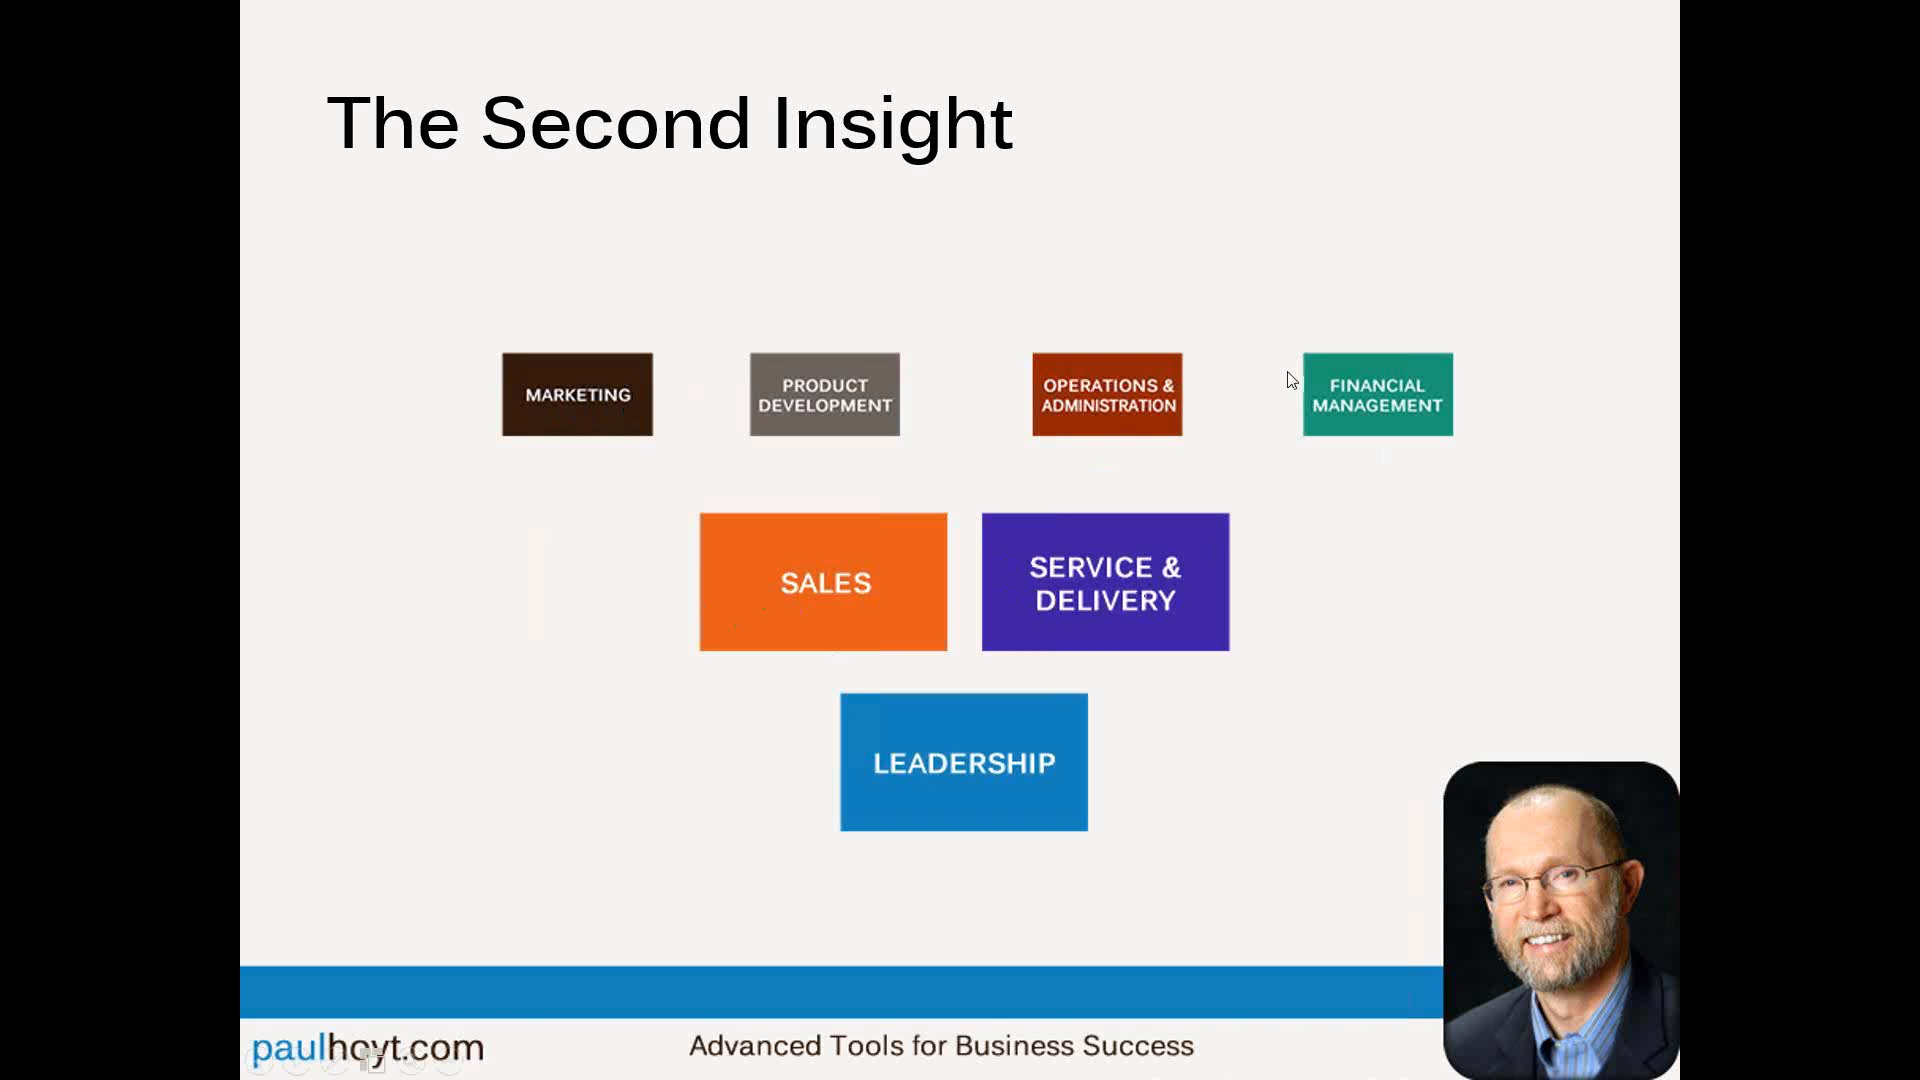 The Second Insight
MARKETING
PRODUCT
DEVELOPMENT
OPERATIONS &
ADMINISTRATION
FINANCIAL
MANAGEMENT
SALES
SERVICE &
DELIVERY
LEADERSHIP
paulhoyt.com
Advanced Tools for Business Success